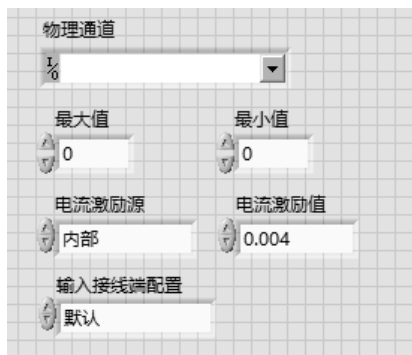 物理通道
I/O
最大值 最小值
0 0
电流激励源 电流激励值
内部 0.004
输入接线端配置
默认